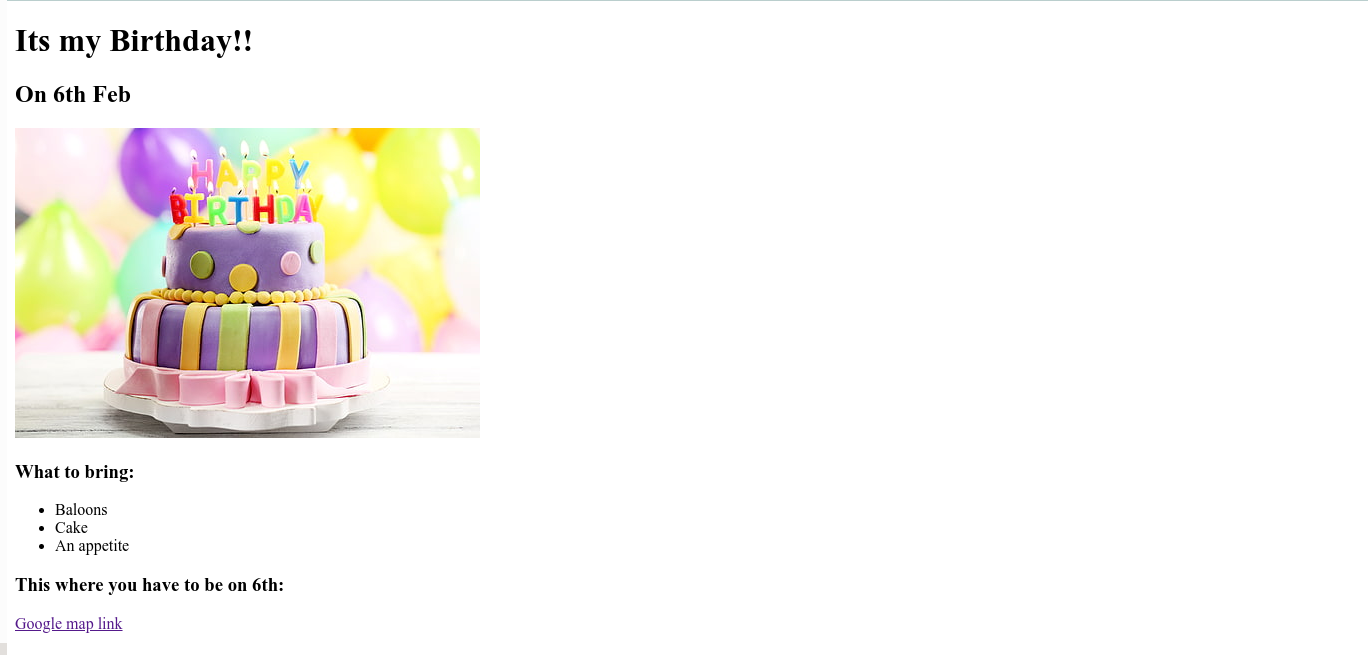 Its my Birthday!!
On 6th Feb
HAPPY
BIRTHDAY
What to bring:
Baloons
Cake
An appetite
This where you have to be on 6th:
Google map link